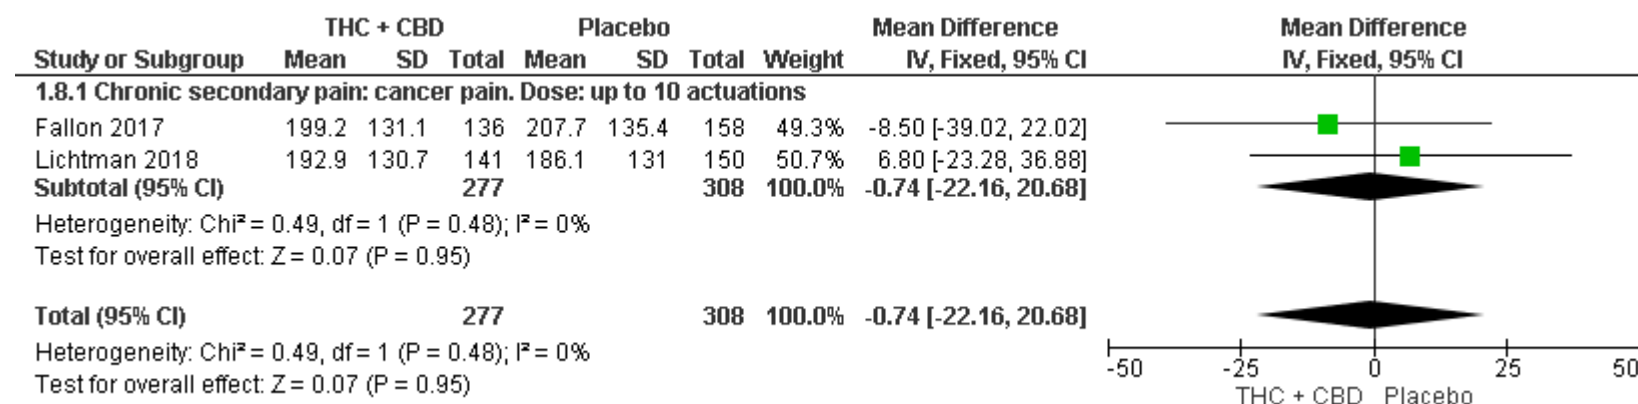 THC + CBD Placebo Mean Difference Mean Difference
Study or Subgroup Mean SD Total Mean SD Total Weight IV, Fixed, 95% CI IV, Fixed, 95% CI
1.8.1 Chronic secondary pain: cancer pain. Dose: up to 10 actuations
Fallon 2017 199.2 131.1 136 207.7 135.4 158 49.3% -8.50 [-39.02, 22.02]
Lichtman 2018 192.9 130.7 141 186.1 131 150 50.7% 6.80 [-23.28, 36.88]
Subtotal (95% CI) 277 308 100.0% -0.74 [-22.16, 20.68]
Heterogeneity: Chi² = 0.49, df = 1 (P = 0.48); I² = 0%
Test for overall effect: Z = 0.07 (P = 0.95)
Total (95% CI) 277 308 100.0% -0.74 [-22.16, 20.68]
Heterogeneity: Chi² = 0.49, df = 1 (P = 0.48); I² = 0%
Test for overall effect: Z = 0.07 (P = 0.95)
-50 -25 0 25 50
THC + CBD Placebo